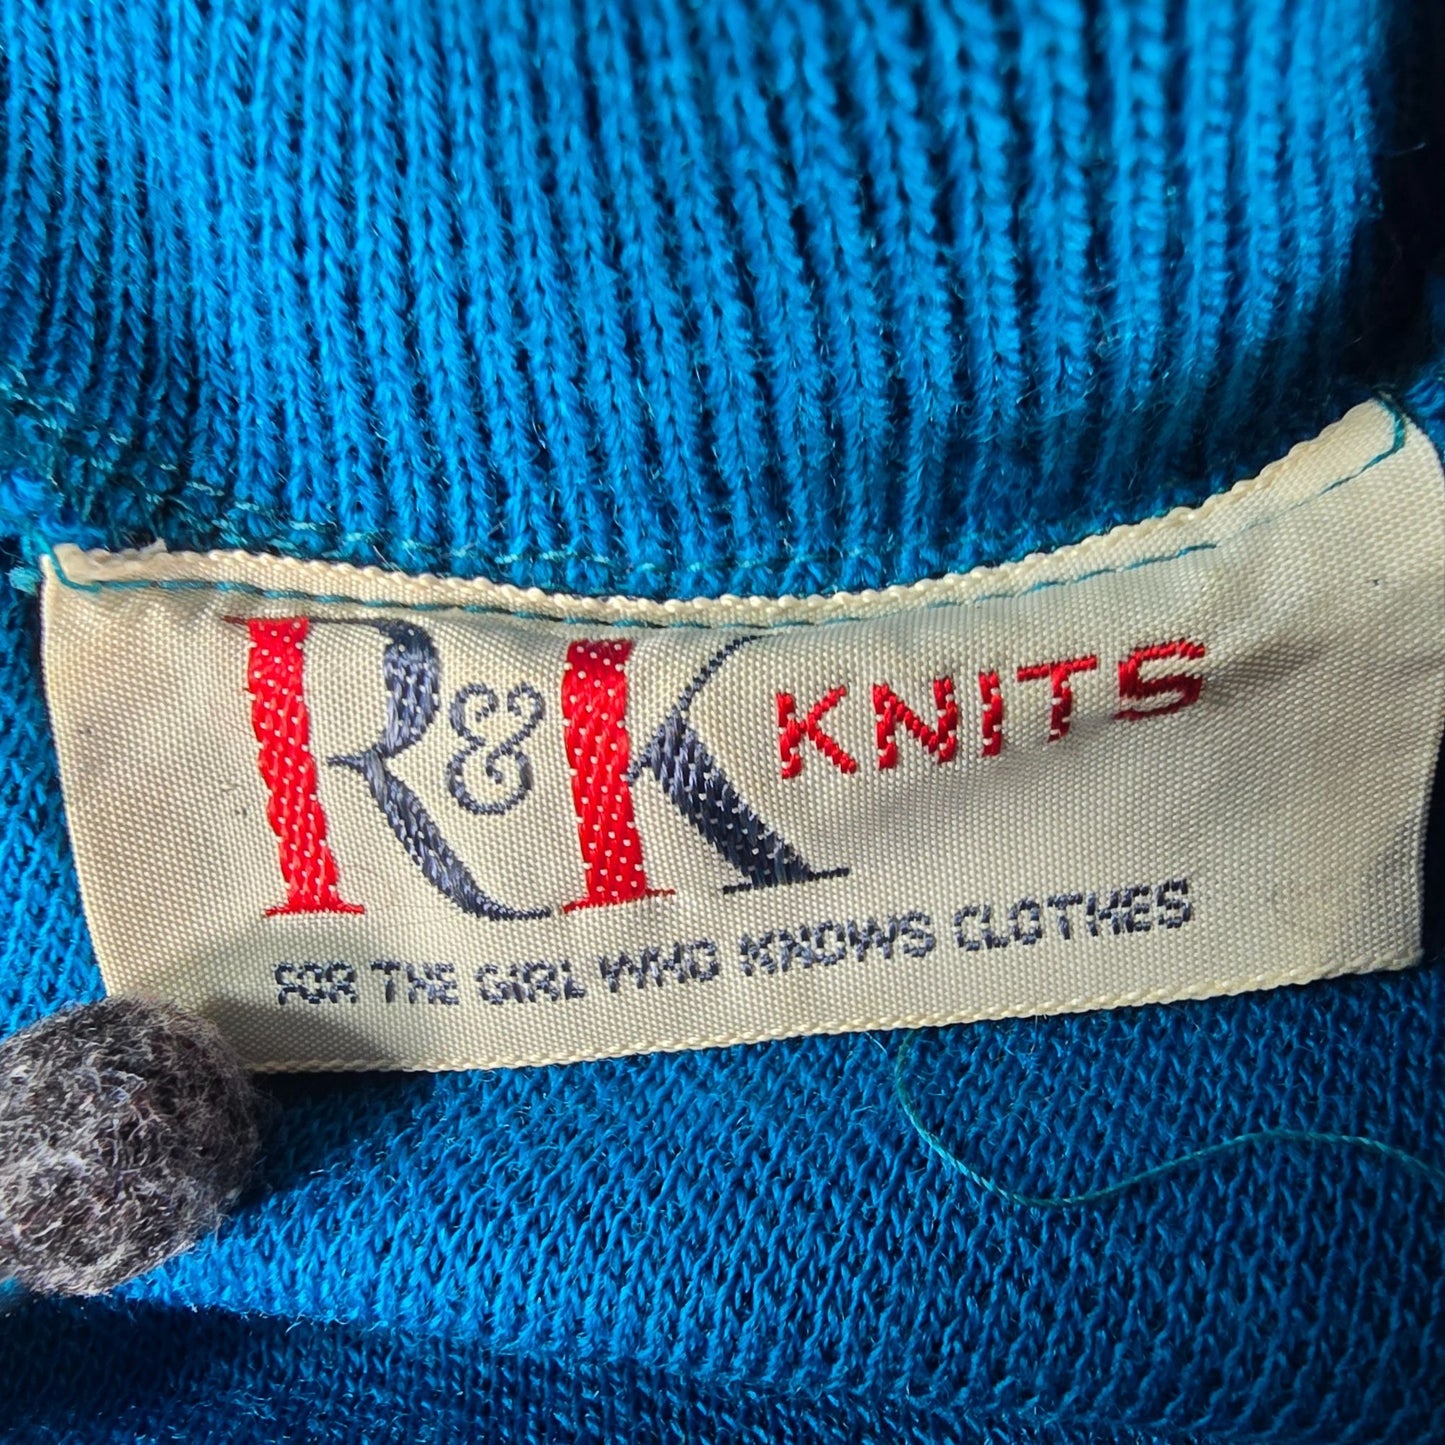 R&K KNITS
FOR THE GIRL WHO KNOWS CLOTHES